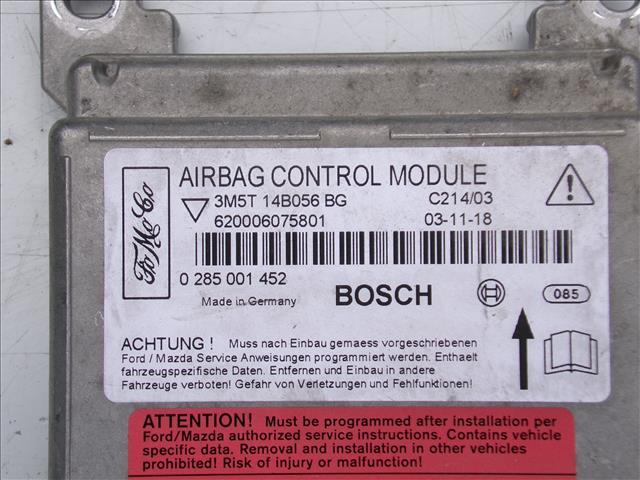 AIRBAG CONTROL MODULE
3M5T 14B056 BG C214/03
620006075801 03-11-18
FoMoCo
0 285 001 452
Made in Germany BOSCH 085
ACHTUNG ! Muss nach Einbau gemaess vorgeschriebenen
Ford / Mazda Service Anweisungen programmiert werden. Enthaelt
fahrzeugspezifische Daten. Entfernen und Einbau in andere
Fahrzeuge verboten! Gefahr von Verletzungen und Fehlfunktionen!
ATTENTION! Must be programmed after installation per
Ford/Mazda authorized service instructions. Contains vehicle
specific data. Removal and installation in other vehicles
prohibited! Risk of injury or malfunction!